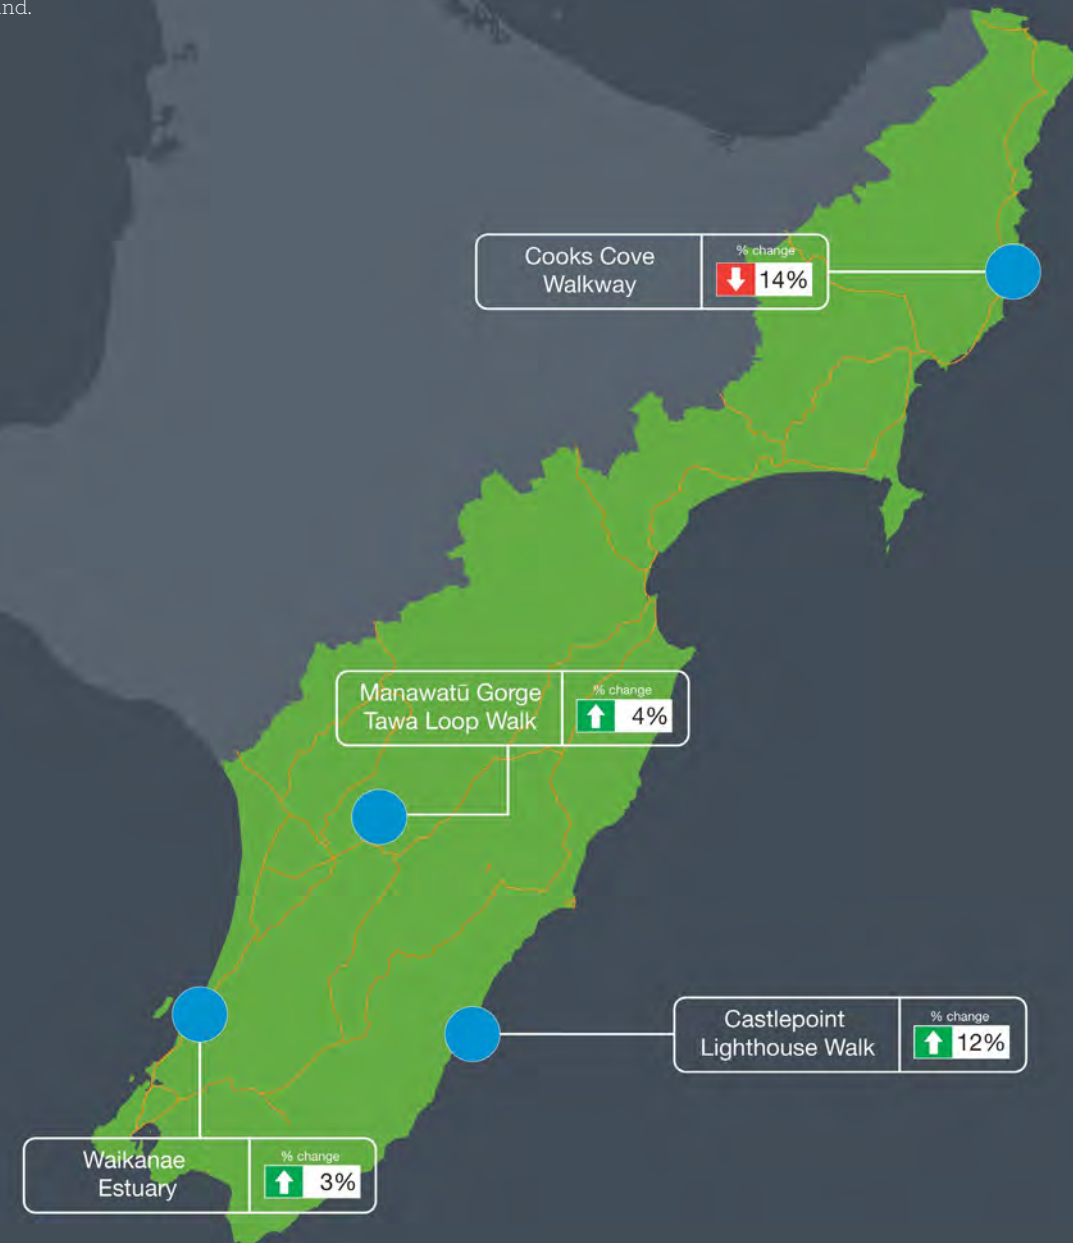 Cooks Cove
Walkway
% change
14%
Manawatū Gorge
Tawa Loop Walk
% change
4%
Castlepoint
Lighthouse Walk
% change
12%
Waikanae
Estuary
% change
3%